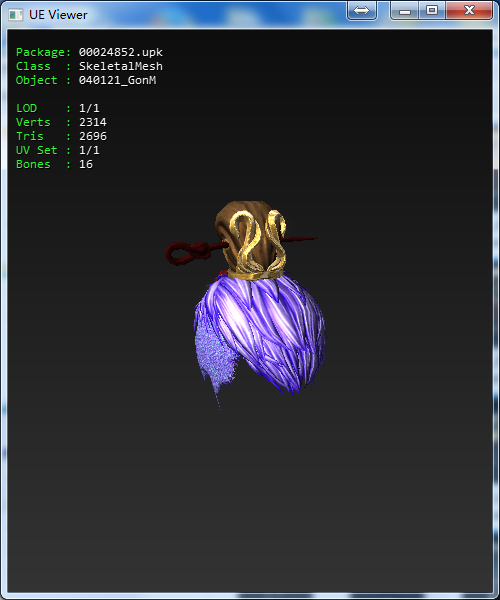 UE Viewer
Package: 00024852.upk
Class : SkeletalMesh
Object : 040121_GonM
LOD : 1/1
Verts : 2314
Tris : 2696
UV Set : 1/1
Bones : 16